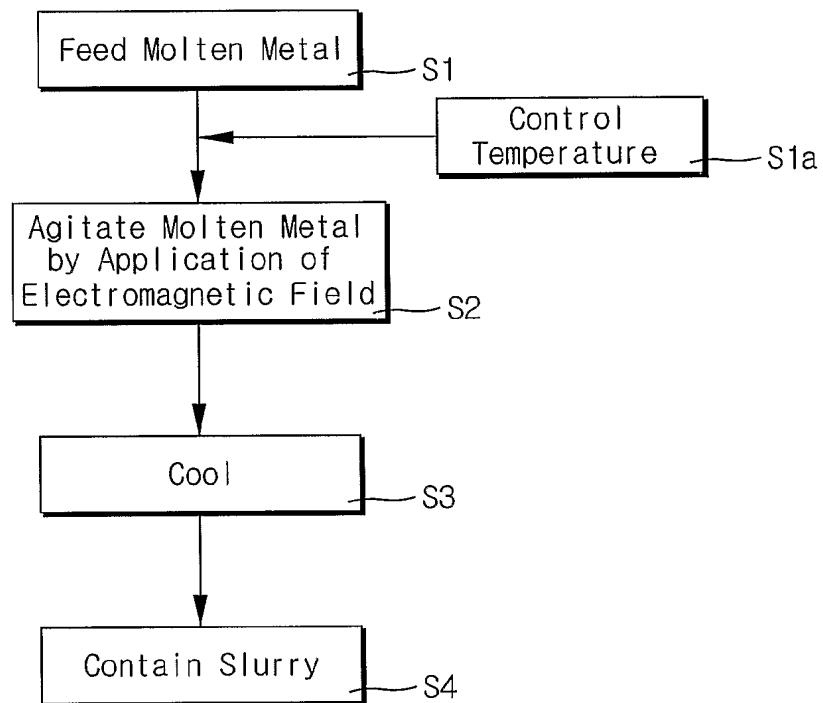 Feed Molten Metal
S1
Control
Temperature
S1a
Agitate Molten Metal
by Application of
Electromagnetic Field
S2
Cool
S3
Contain Slurry
S4